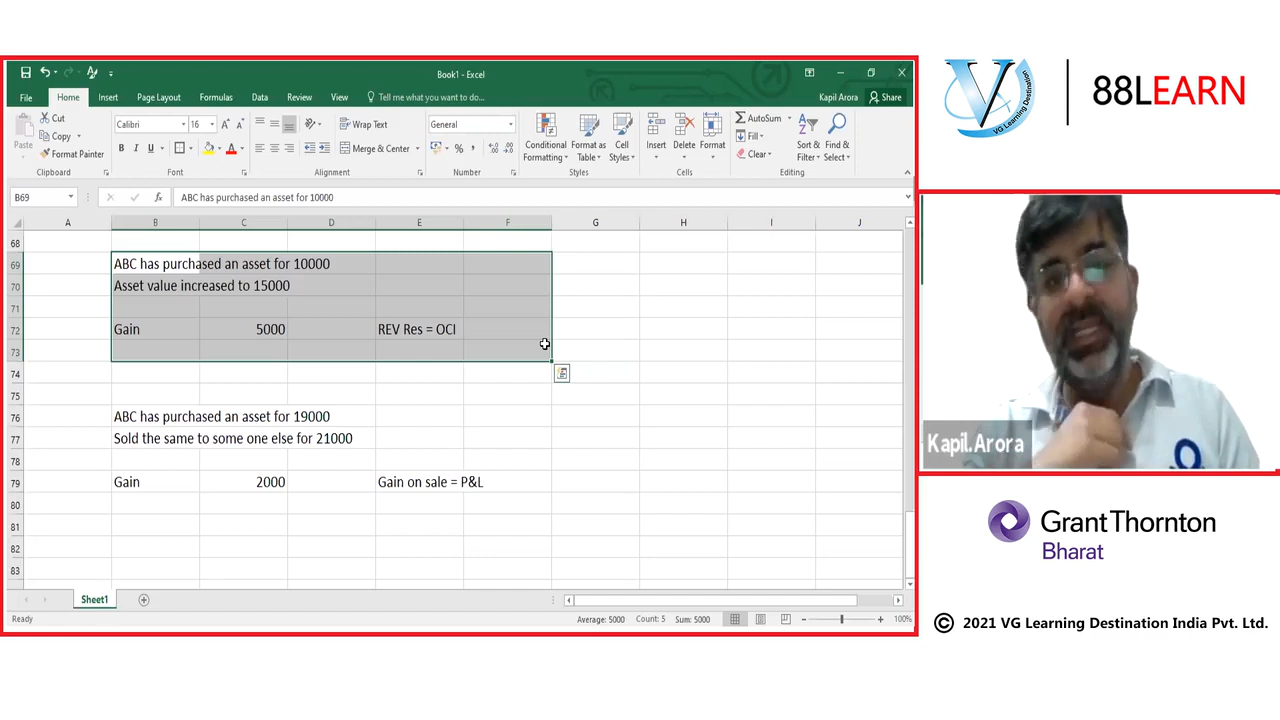 Book1 - Excel
File Home Insert Page Layout Formulas Data Review View Tell me what you want to do... Kapil Arora Share
Paste Cut Copy Format Painter Clipboard
Calibri 16 A A B I U A Font
Wrap Text Merge & Center Alignment
General % , Number
Conditional Formatting Format as Table Cell Styles Styles
Insert Delete Format Cells
AutoSum Fill Clear Sort & Filter Find & Select Editing
B69 fx ABC has purchased an asset for 10000
A B C D E F G H I J
68
69 ABC has purchased an asset for 10000
70 Asset value increased to 15000
71
72 Gain 5000 REV Res = OCI
73
74
75
76 ABC has purchased an asset for 19000
77 Sold the same to some one else for 21000
78
79 Gain 2000 Gain on sale = P&L
80
81
82
83
Sheet1
Ready Average: 5000 Count: 5 Sum: 5000 100%
V VG Learning Destination
88LEARN
Kapil.Arora
Grant Thornton
Bharat
© 2021 VG Learning Destination India Pvt. Ltd.